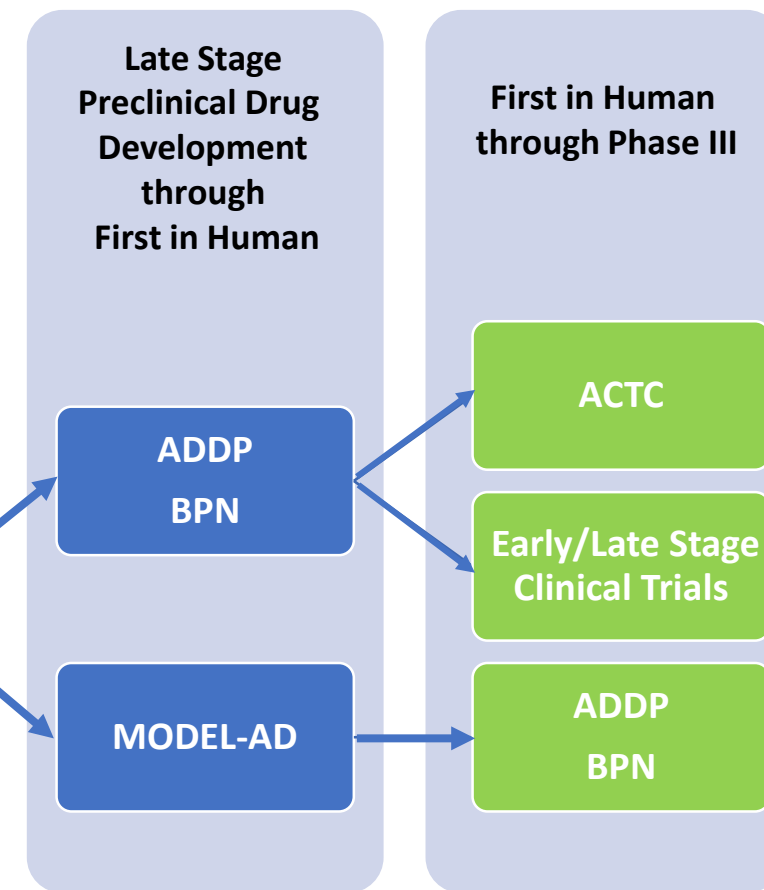 Late Stage
Preclinical Drug
Development
through
First in Human
ADDP
BPN
MODEL-AD
First in Human
through Phase III
ACTC
Early/Late Stage
Clinical Trials
ADDP
BPN